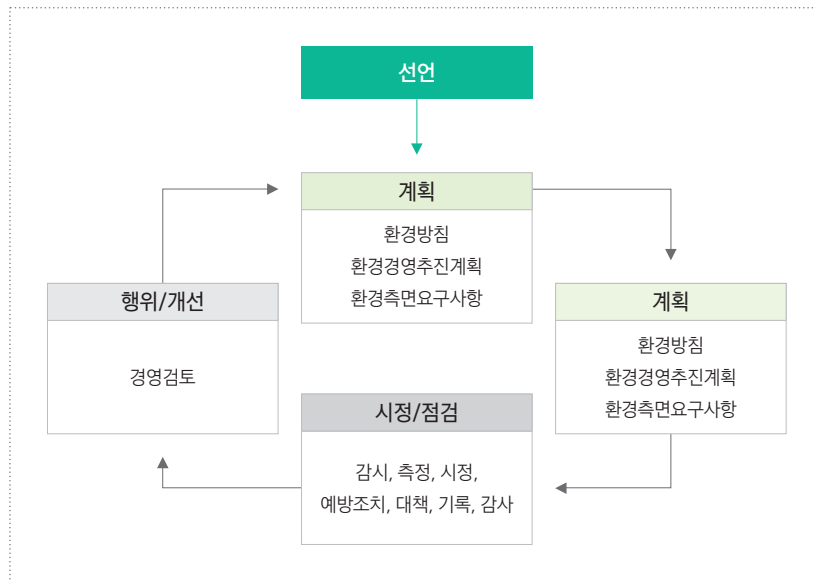 선언
계획
환경방침
환경경영추진계획
환경측면요구사항
계획
환경방침
환경경영추진계획
환경측면요구사항
시정/점검
감시, 측정, 시정,
예방조치, 대책, 기록, 감사
행위/개선
경영검토